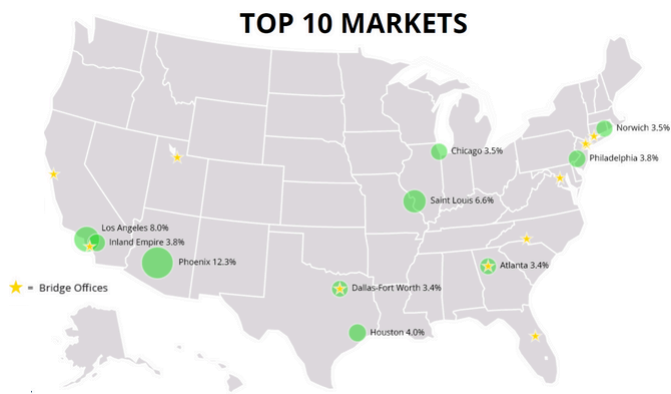 TOP 10 MARKETS
Norwich 3.5%
Chicago 3.5%
Philadelphia 3.8%
Saint Louis 6.6%
Los Angeles 8.0%
Inland Empire 3.8%
Phoenix 12.3%
Atlanta 3.4%
= Bridge Offices
Dallas-Fort Worth 3.4%
Houston 4.0%